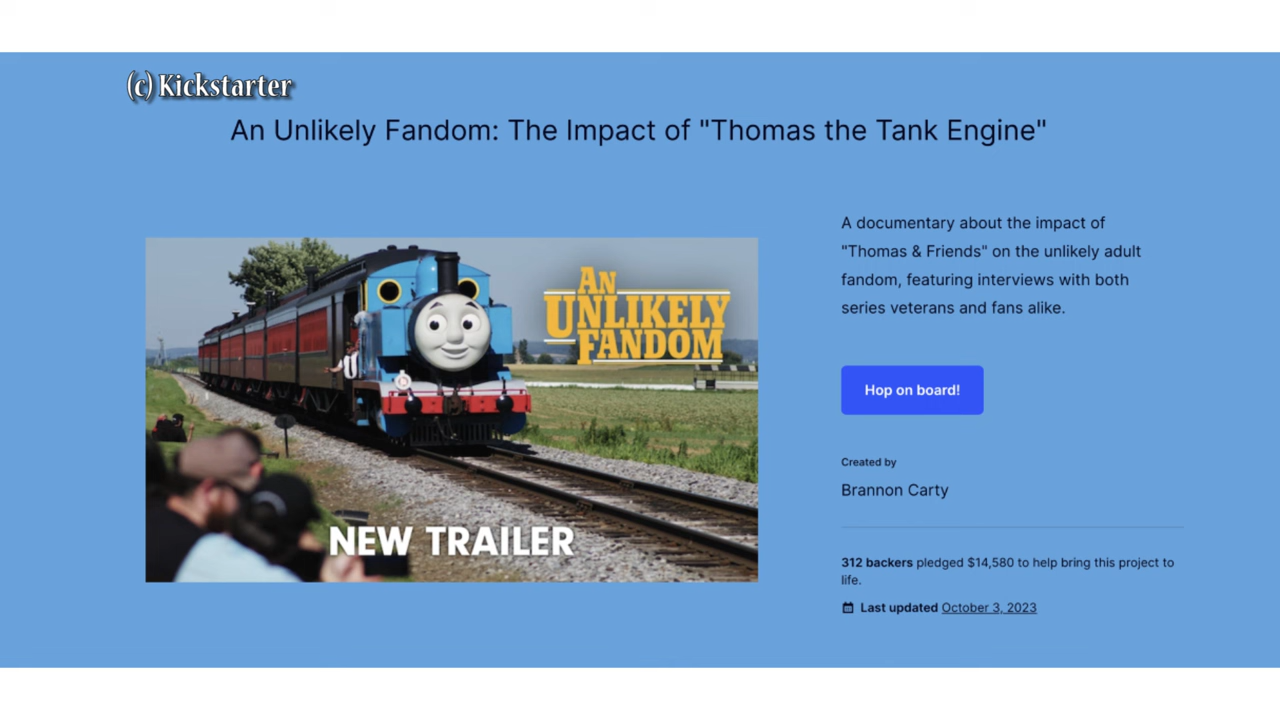 (c) Kickstarter
An Unlikely Fandom: The Impact of "Thomas the Tank Engine"
A documentary about the impact of
"Thomas & Friends" on the unlikely adult
fandom, featuring interviews with both
series veterans and fans alike.
AN
UNLIKELY
FANDOM
NEW TRAILER
Hop on board!
Created by
Brannon Carty
312 backers pledged $14,580 to help bring this project to
life.
Last updated October 3, 2023